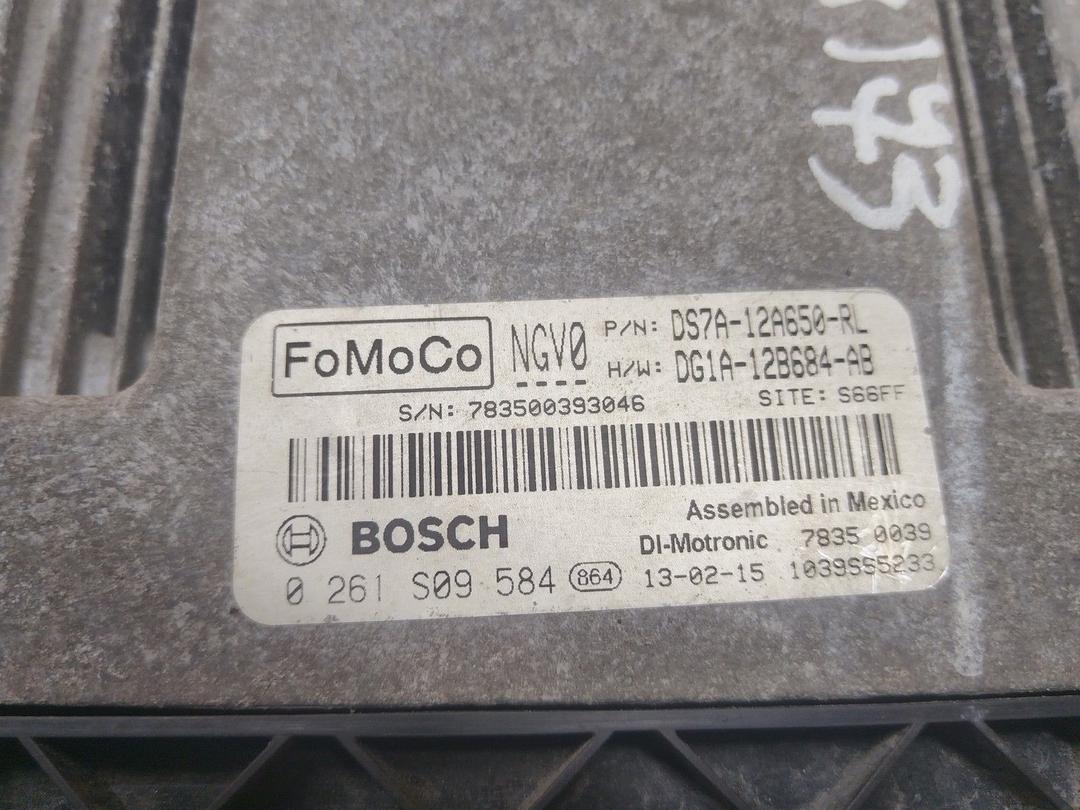 173
FoMoCo NGV0 P/N: DS7A-12A650-RL
H/W: DG1A-12B684-AB
S/N: 783500393046 SITE: S66FF
BOSCH Assembled in Mexico
DI-Motronic 7835 0039
0 261 S09 584 864 13-02-15 1039S55233